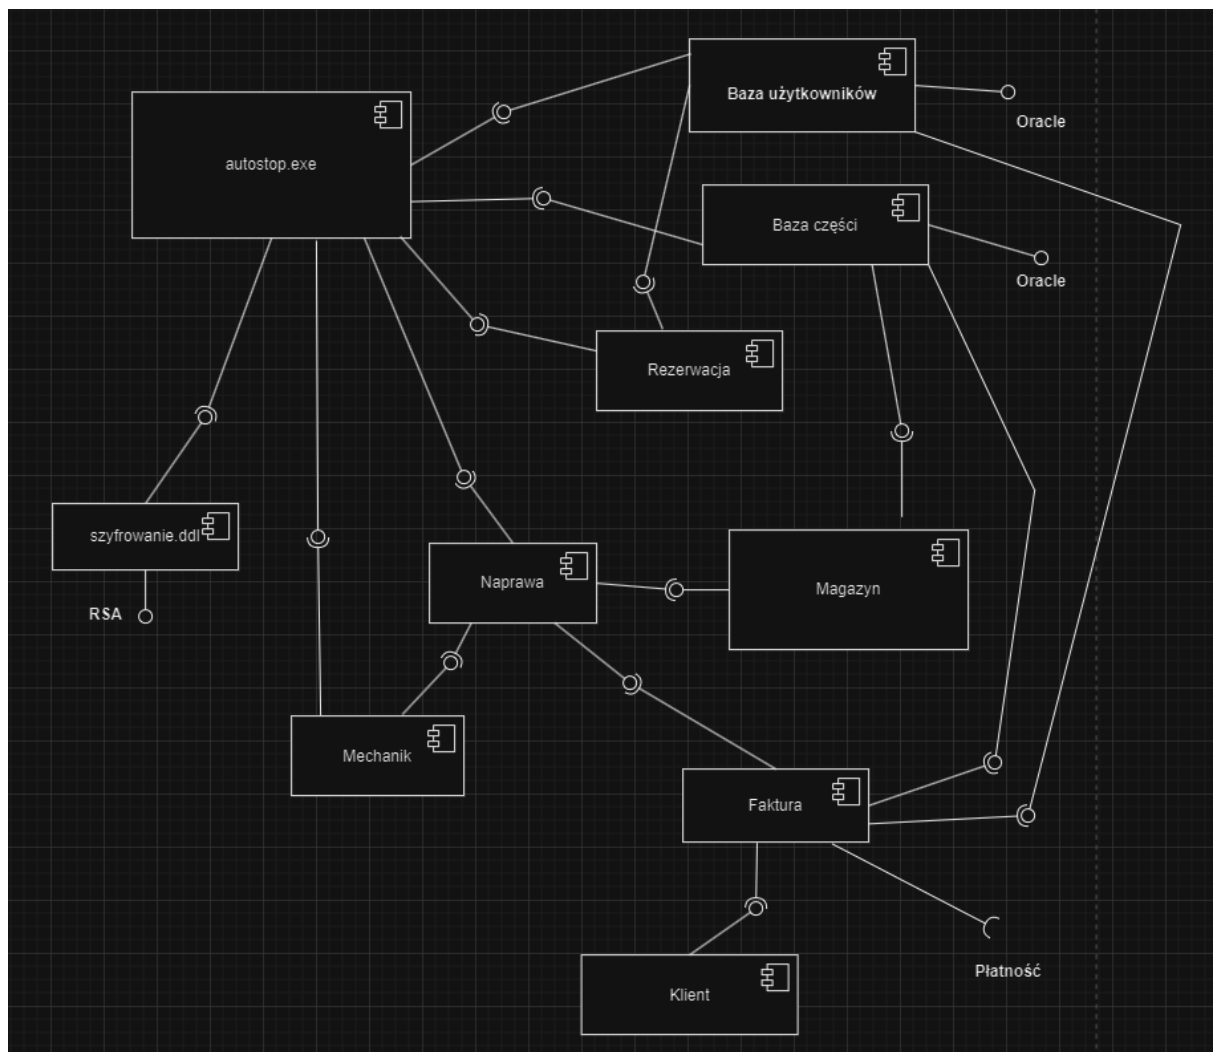 Baza użytkowników
Oracle
autostop.exe
Baza części
Oracle
Rezerwacja
szyfrowanie.ddl
Naprawa
Magazyn
RSA
Mechanik
Faktura
Płatność
Klient